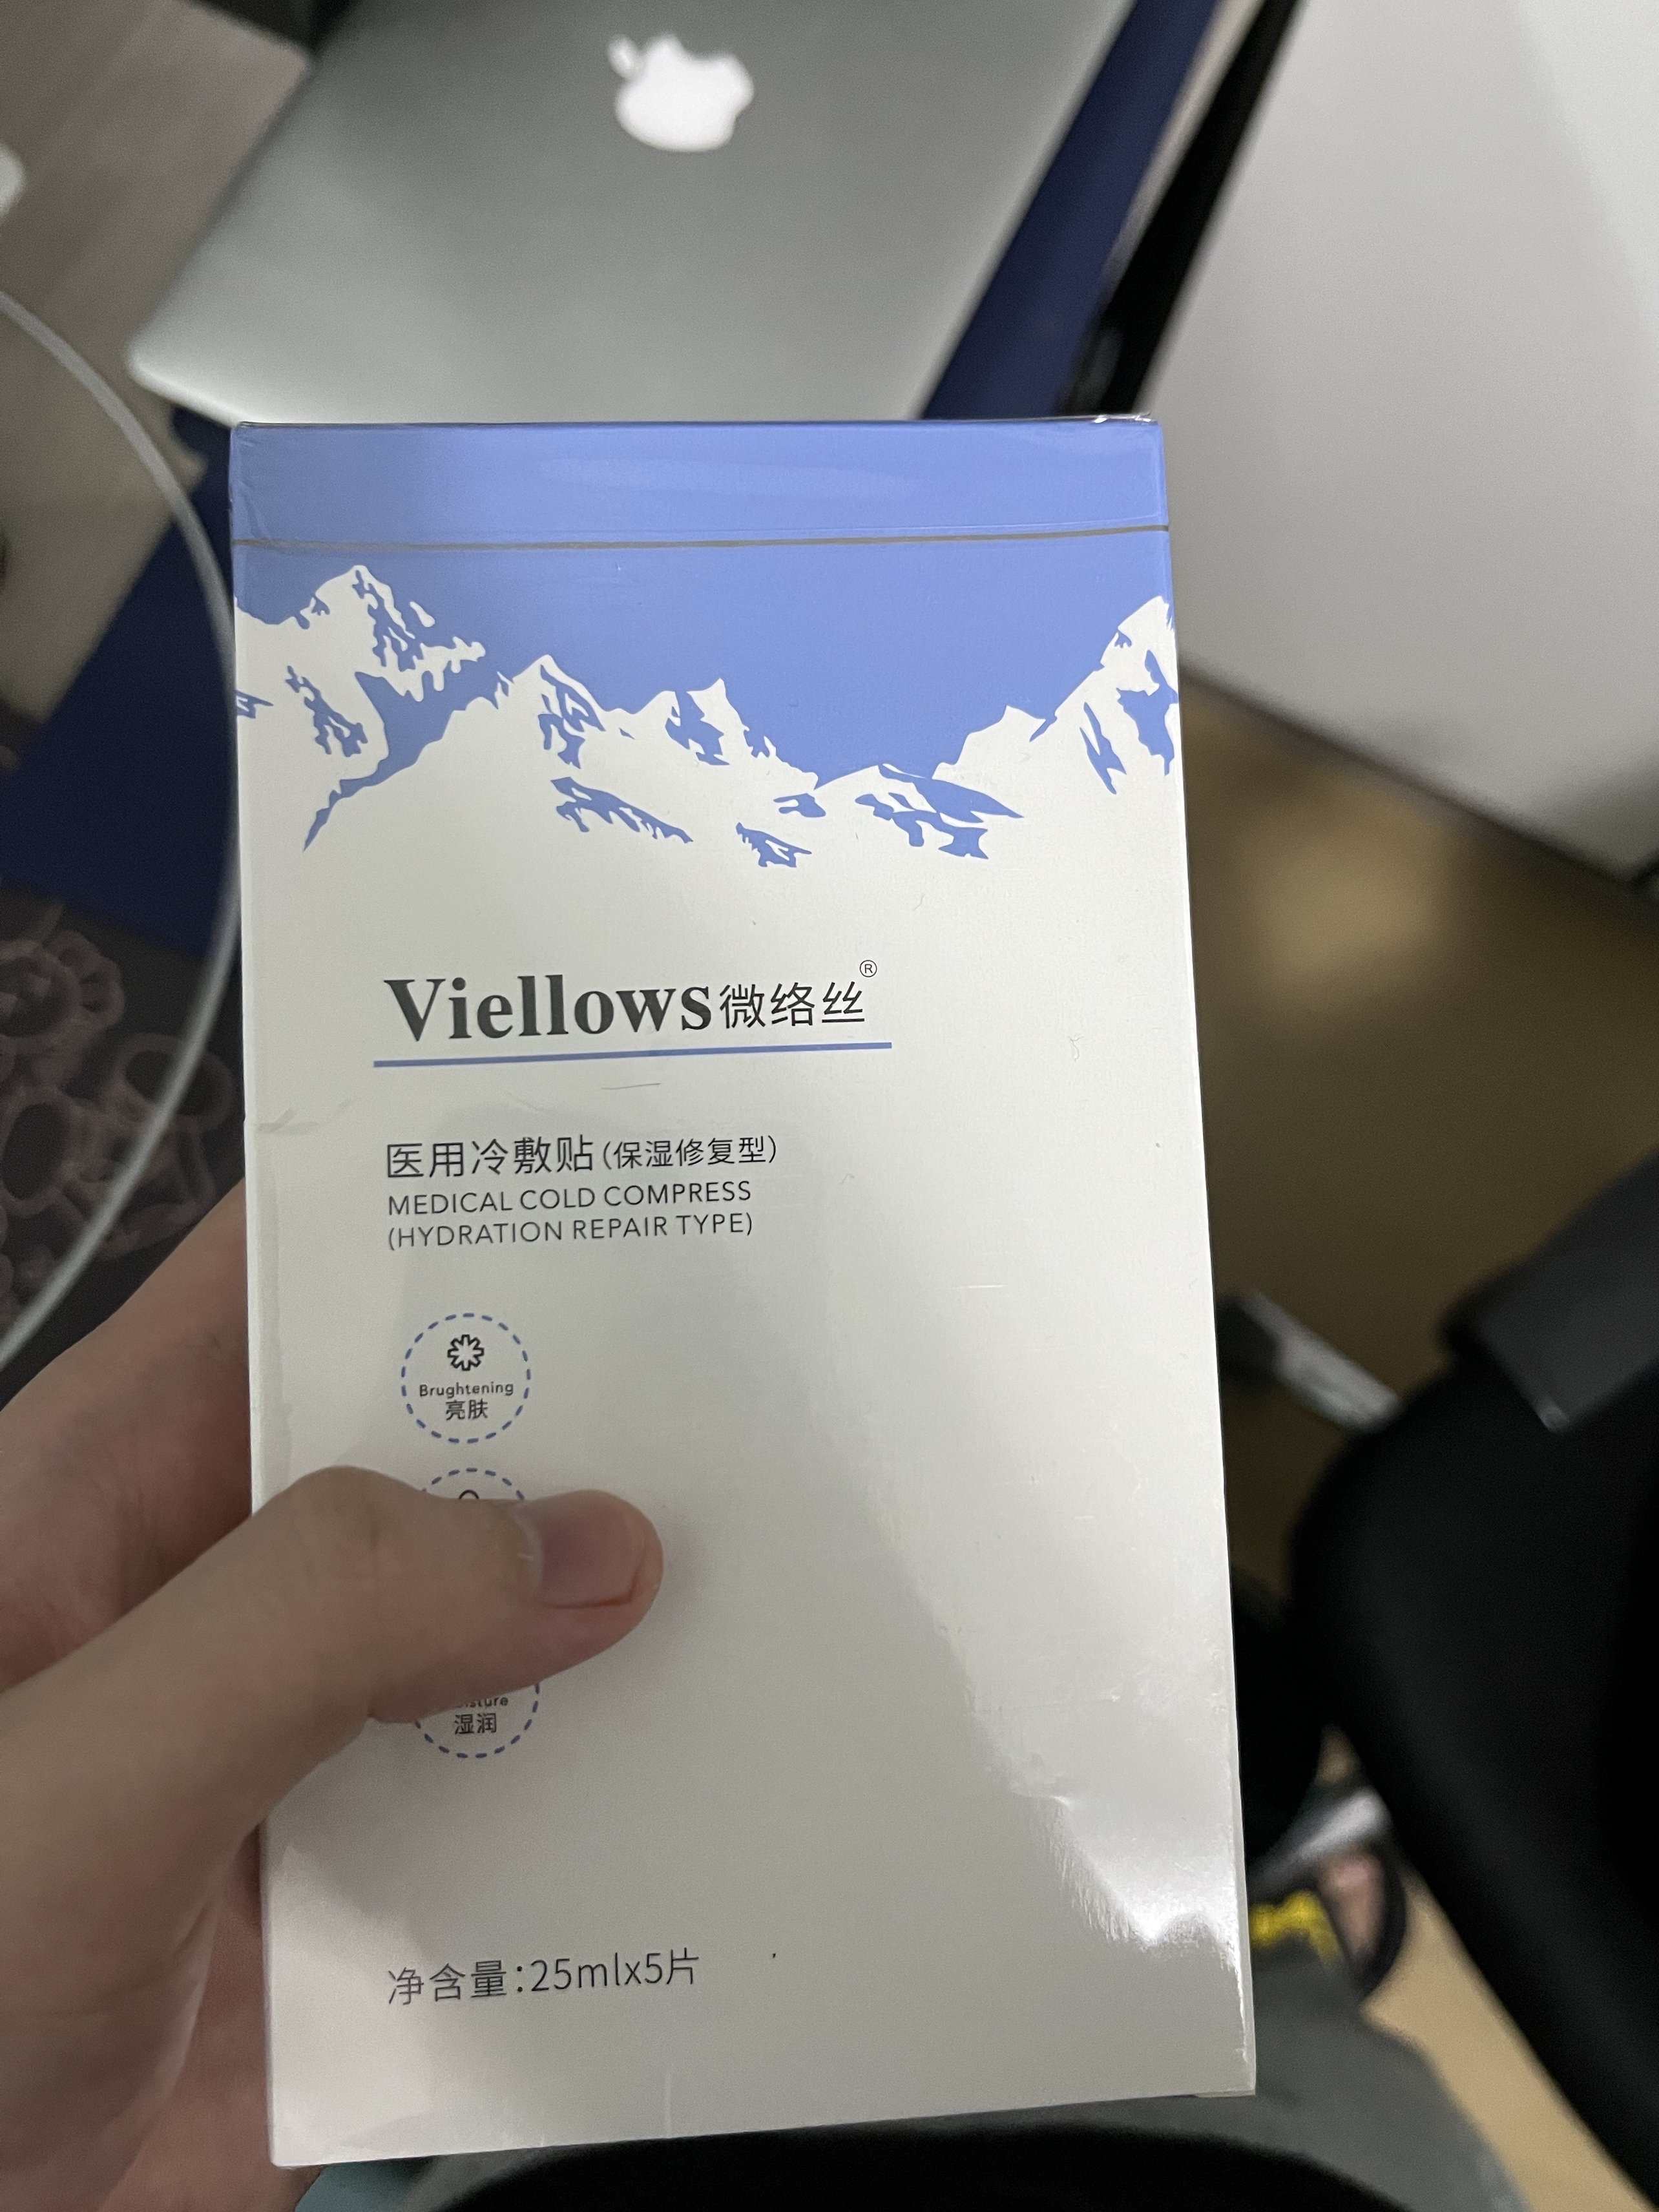 Viellows微络丝®
医用冷敷贴(保湿修复型)
MEDICAL COLD COMPRESS
(HYDRATION REPAIR TYPE)
Brughtening
亮肤
湿润
净含量:25mlx5片